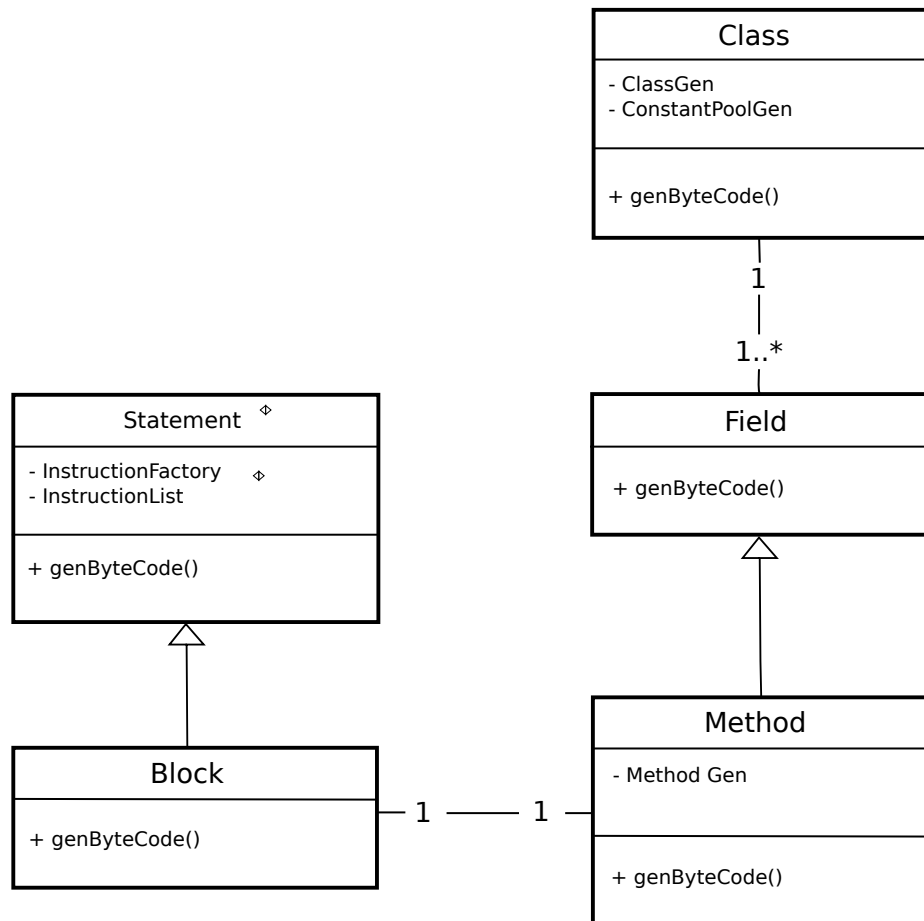 Class
- ClassGen
- ConstantPoolGen
+ genByteCode()
1
1..*
Statement
- InstructionFactory
- InstructionList
+ genByteCode()
Field
+ genByteCode()
Block
+ genByteCode()
1
1
Method
- Method Gen
+ genByteCode()